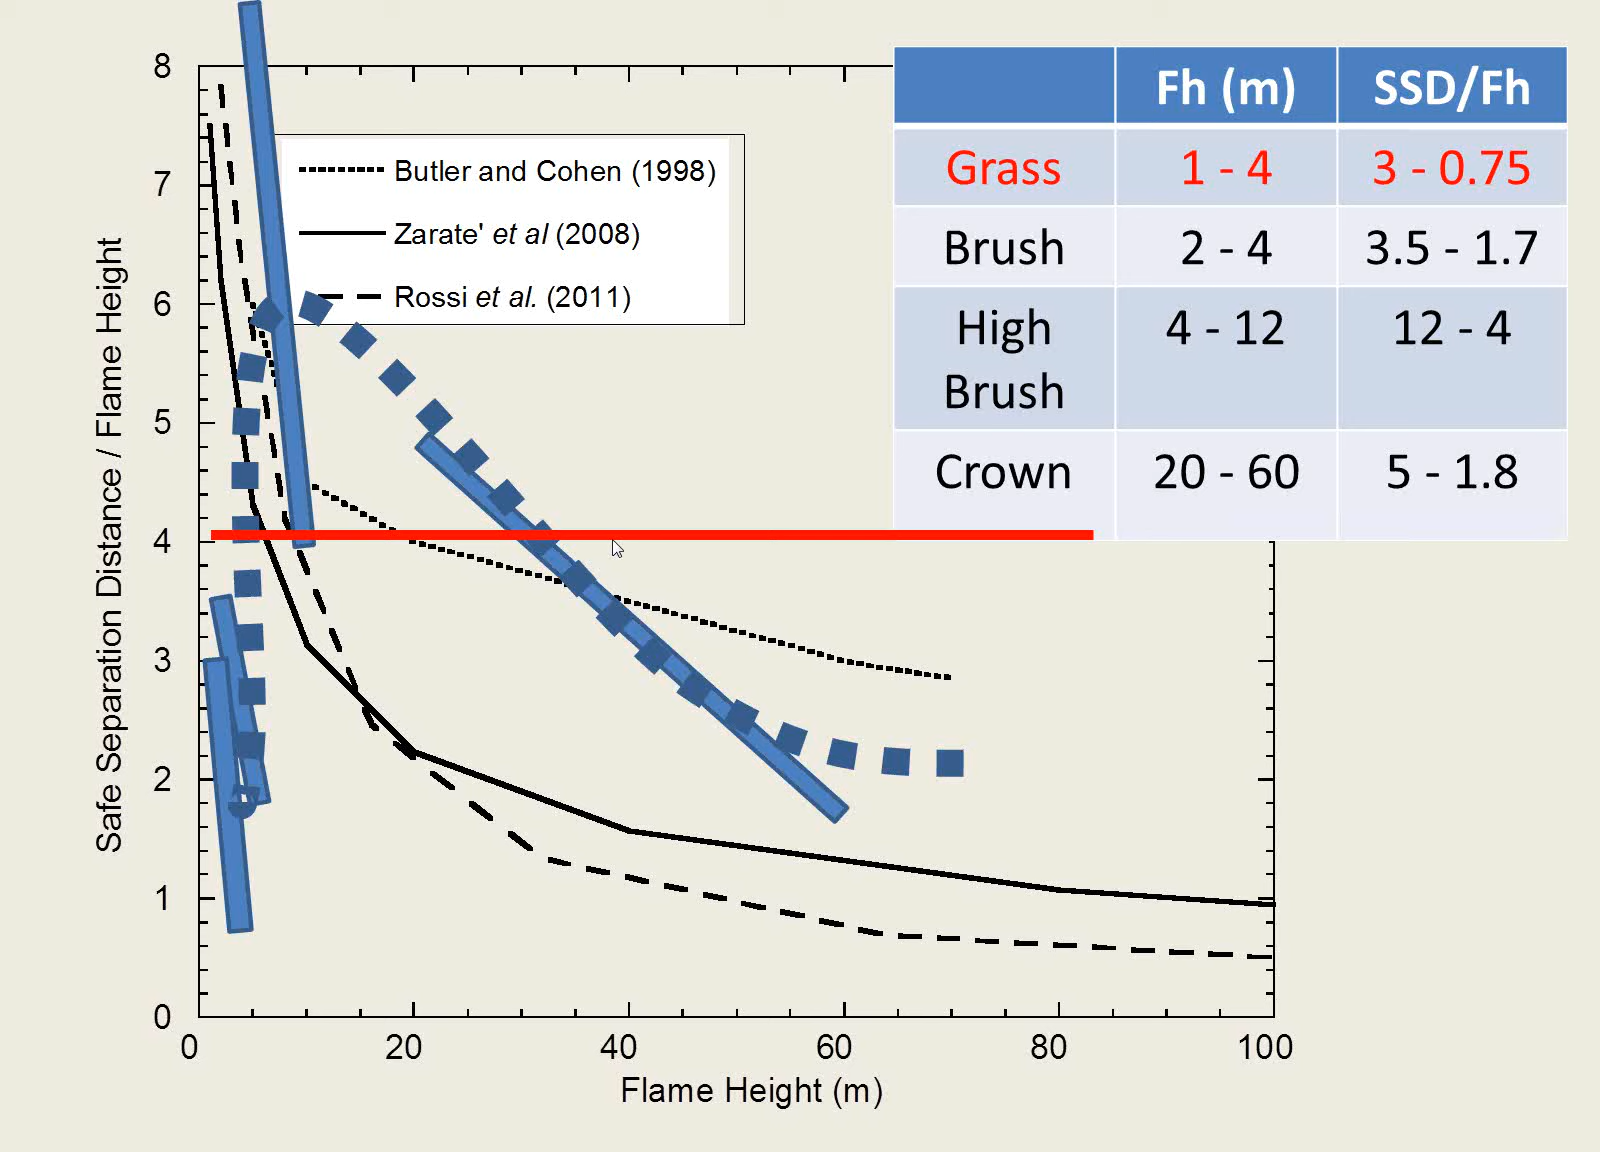 8
7
6
5
4
3
2
1
0
Safe Separation Distance / Flame Height
Butler and Cohen (1998)
Zarate' et al (2008)
Rossi et al. (2011)
Fh (m) SSD/Fh
Grass 1 - 4 3 - 0.75
Brush 2 - 4 3.5 - 1.7
High Brush 4 - 12 12 - 4
Crown 20 - 60 5 - 1.8
0 20 40 60 80 100
Flame Height (m)